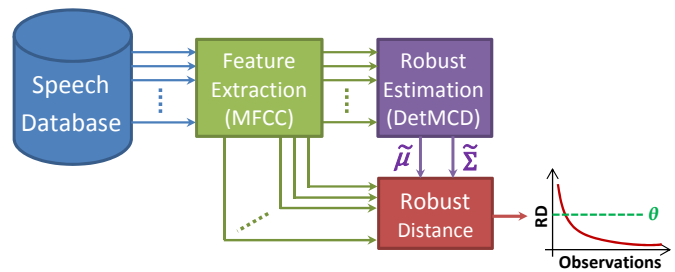 Speech
Database
Feature
Extraction
(MFCC)
Robust
Estimation
(DetMCD)
μ̃
Σ̃
Robust
Distance
RD
θ
Observations